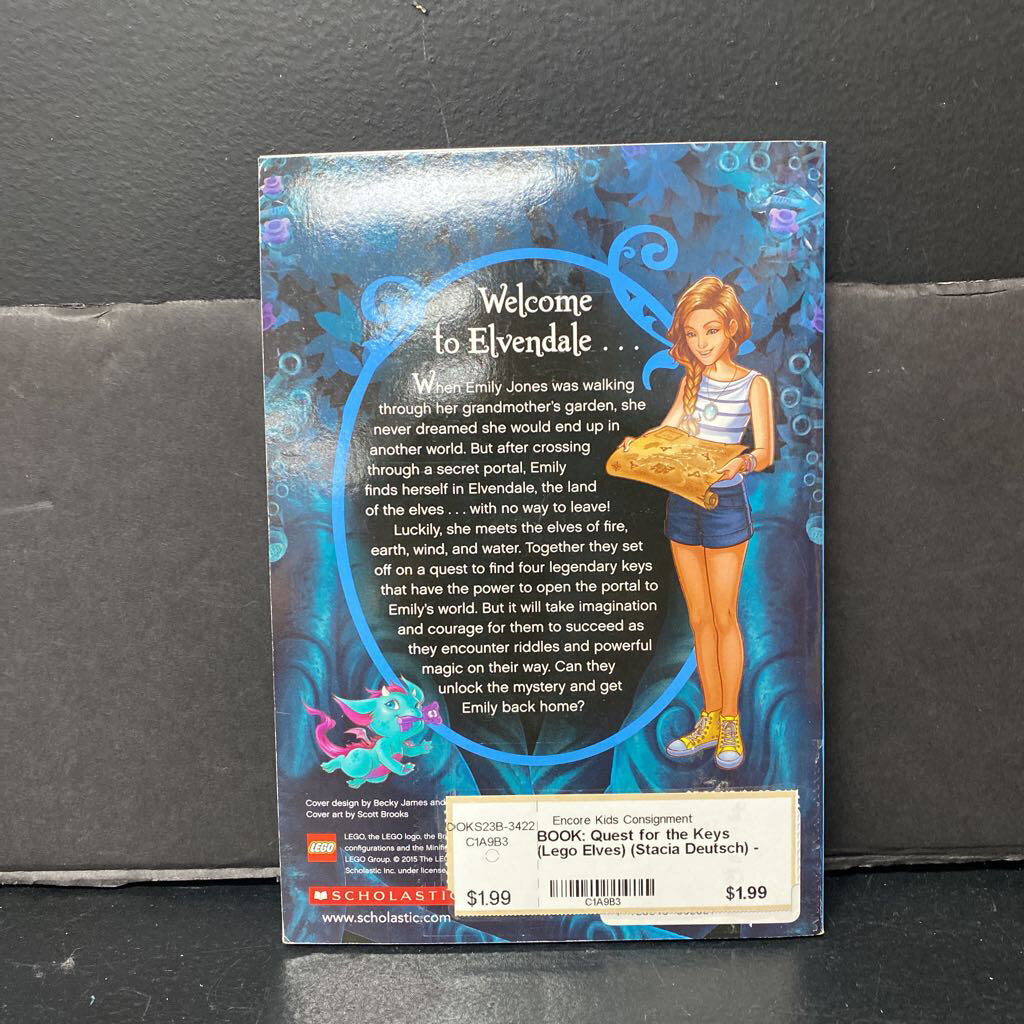 Welcome
to Elvendale . . .
When Emily Jones was walking
through her grandmother's garden, she
never dreamed she would end up in
another world. But after crossing
through a secret portal, Emily
finds herself in Elvendale, the land
of the elves . . . with no way to leave!
Luckily, she meets the elves of fire,
earth, wind, and water. Together they set
off on a quest to find four legendary keys
that have the power to open the portal to
Emily's world. But it will take imagination
and courage for them to succeed as
they encounter riddles and powerful
magic on their way. Can they
unlock the mystery and get
Emily back home?
Cover design by Becky James and
Cover art by Scott Brooks
LEGO
LEGO, the LEGO logo, the
configurations and the
LEGO Group. © 2015 The
Scholastic Inc. under license.
SCHOLASTIC
www.scholastic.com
OOKS23B-3422
C1A9B3
$1.99
Encore Kids Consignment
BOOK: Quest for the Keys
(Lego Elves) (Stacia Deutsch) -
C1A9B3
$1.99